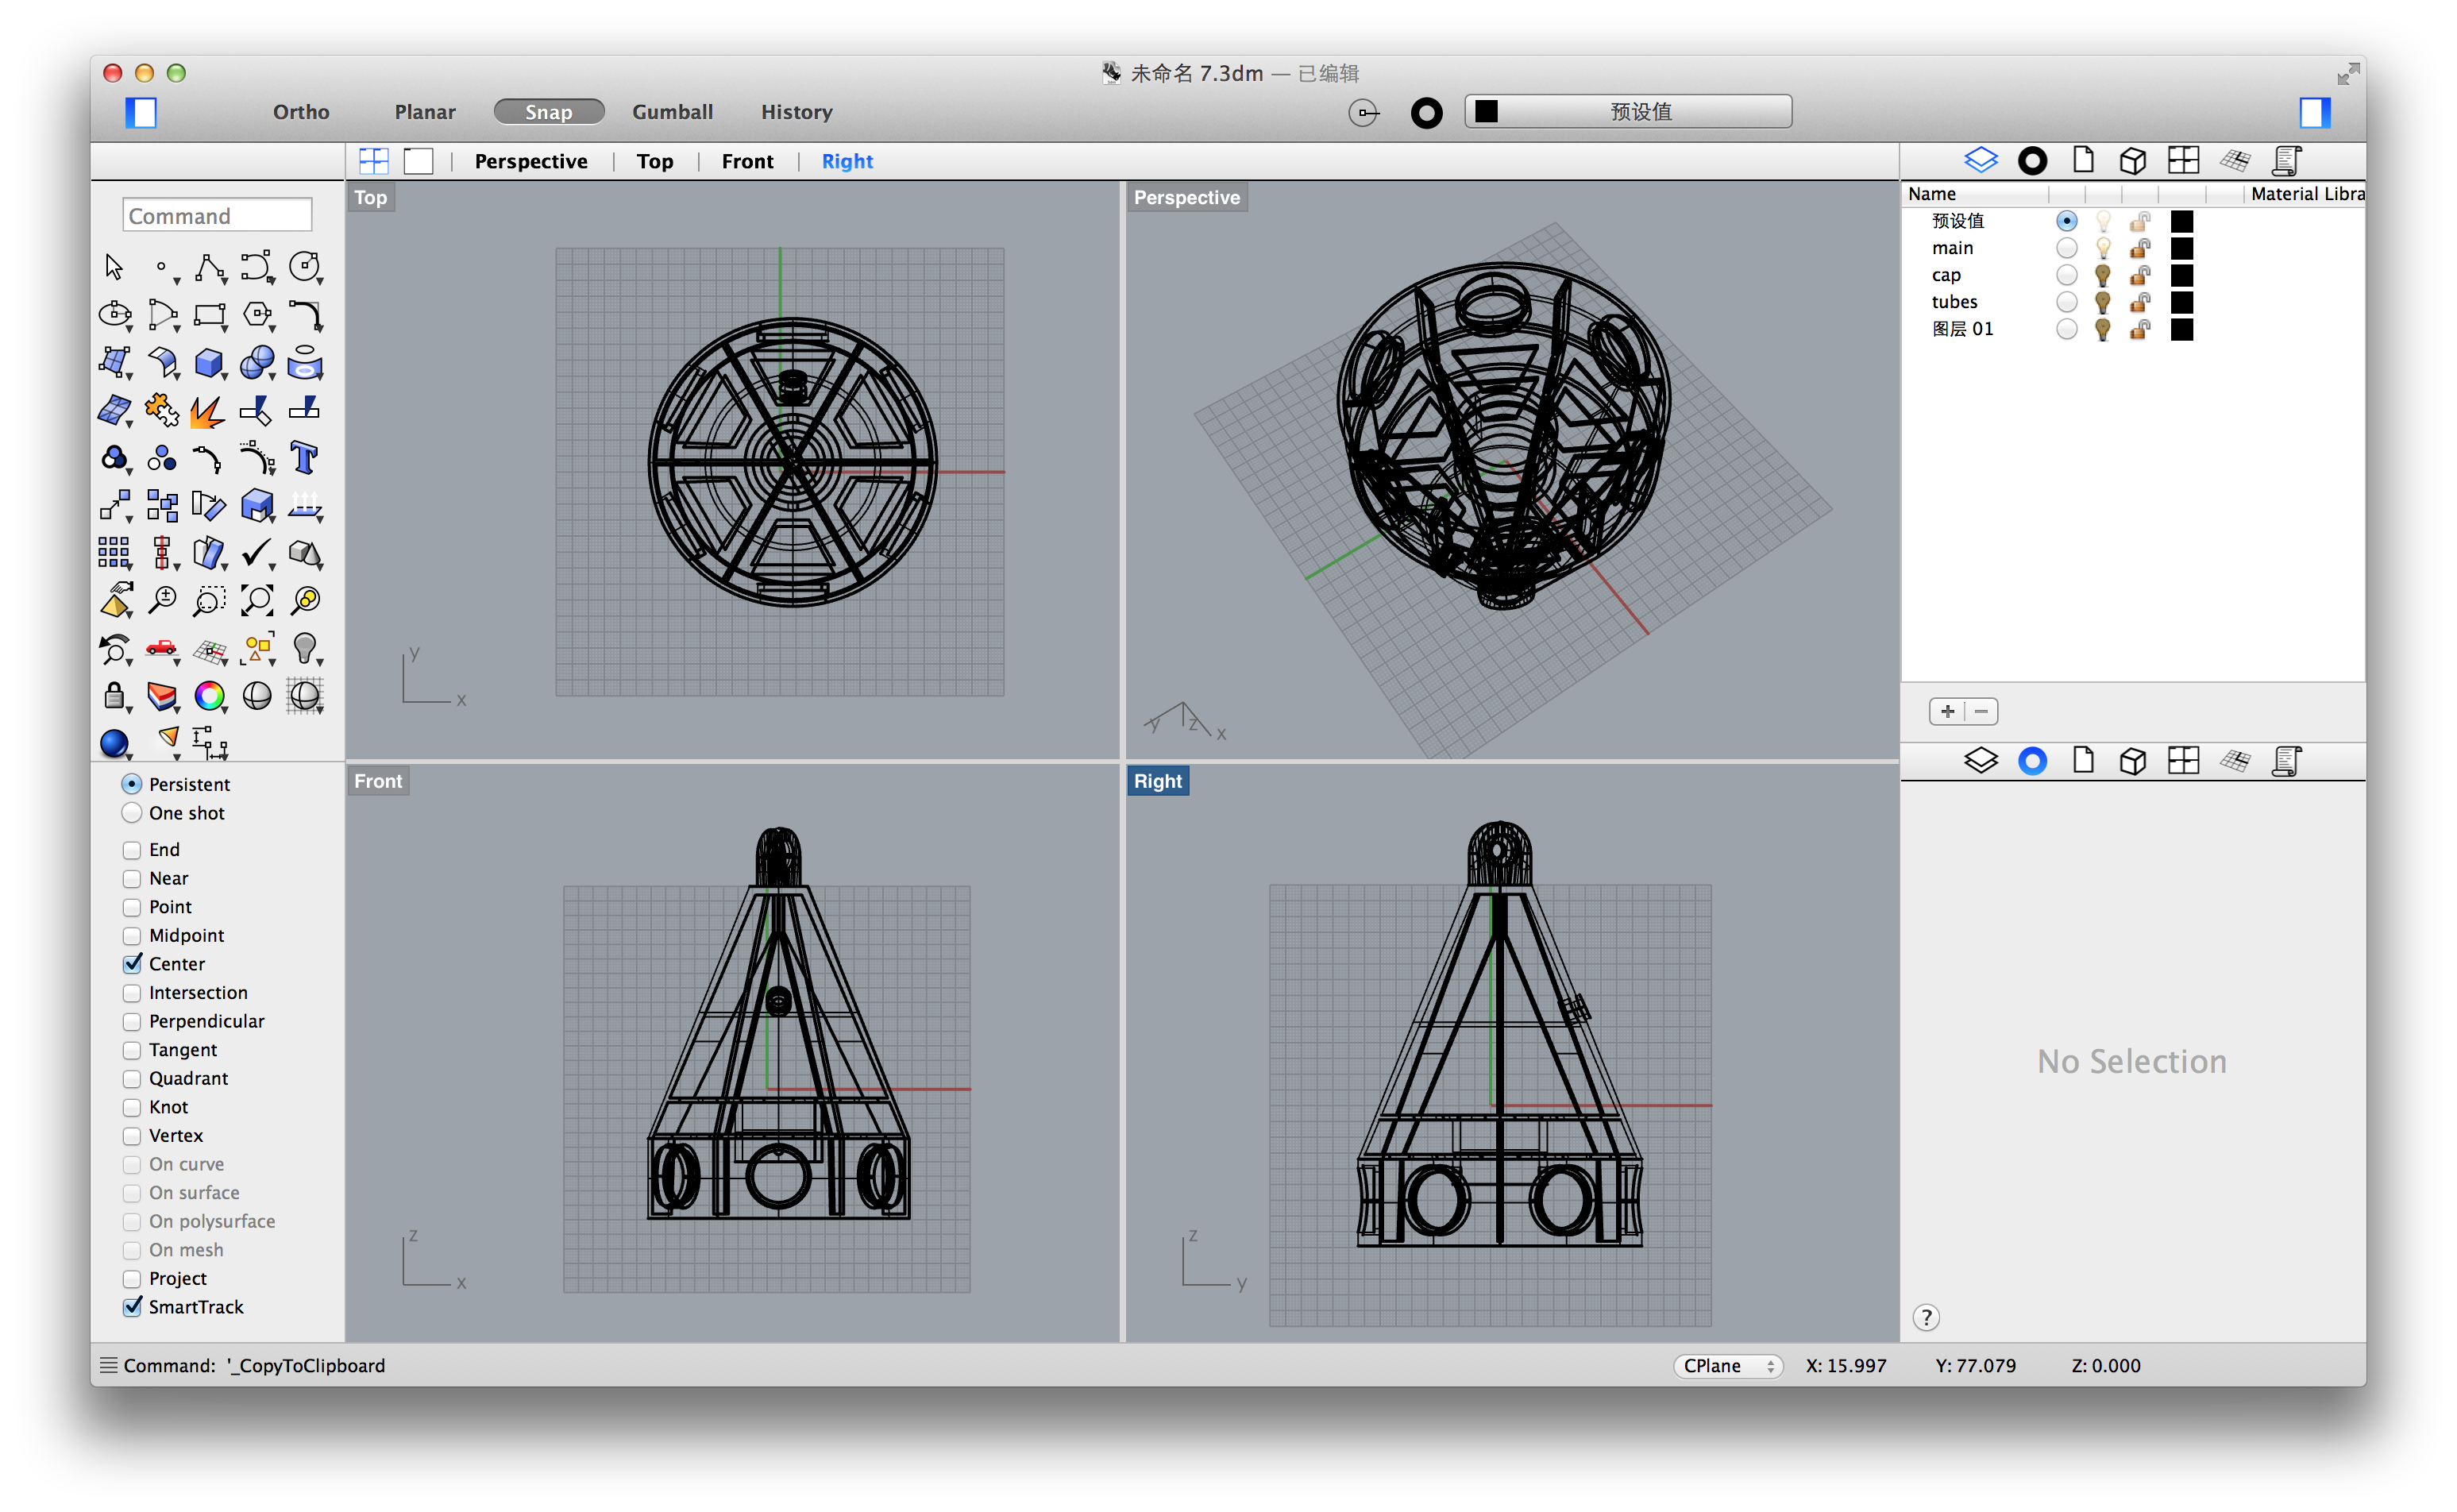 未命名 7.3dm — 已编辑
Ortho Planar Snap Gumball History 预设值
Perspective Top Front Right
Command
Top
Perspective
Front
Right
y
x
y
z
x
z
x
z
y
Name Material Libra
预设值
main
cap
tubes
图层 01
+ −
Persistent
One shot
End
Near
Point
Midpoint
Center
Intersection
Perpendicular
Tangent
Quadrant
Knot
Vertex
On curve
On surface
On polysurface
On mesh
Project
SmartTrack
No Selection
?
Command: '_CopyToClipboard
CPlane X: 15.997 Y: 77.079 Z: 0.000